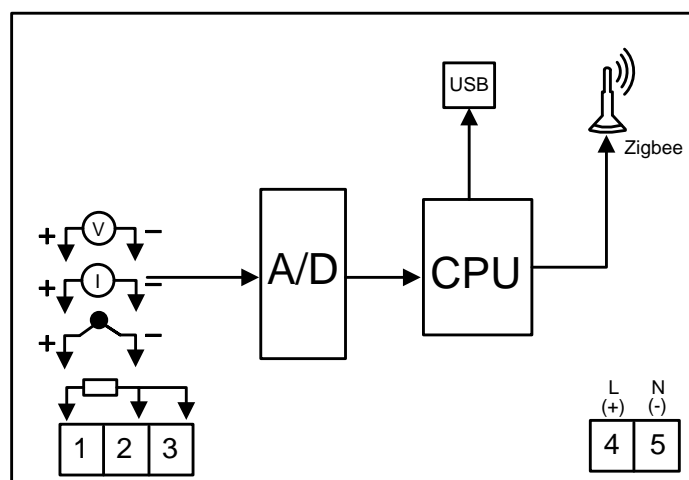 USB
Zigbee
+ V −
A/D
CPU
+ I −
+ −
L N
(+) (-)
1 2 3
4 5